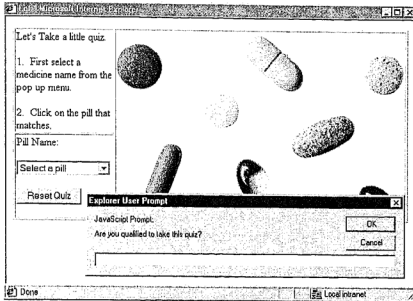 Microsoft Internet Explorer
Let's Take a little quiz.
1. First select a
medicine name from the
pop up menu.
2. Click on the pill that
matches.
Pill Name:
Select a pill
Reset Quiz
Explorer User Prompt
JavaScript Prompt:
Are you qualified to take this quiz?
OK
Cancel
Done
Local intranet